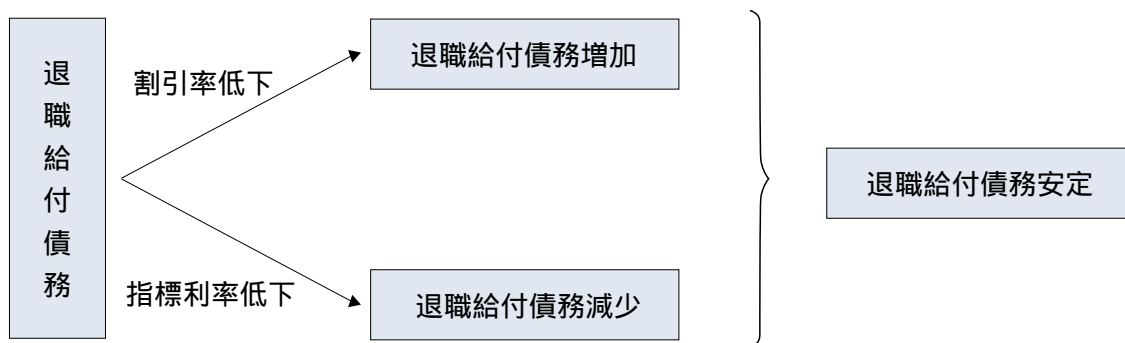 退職給付債務
割引率低下
退職給付債務増加
指標利率低下
退職給付債務減少
退職給付債務安定